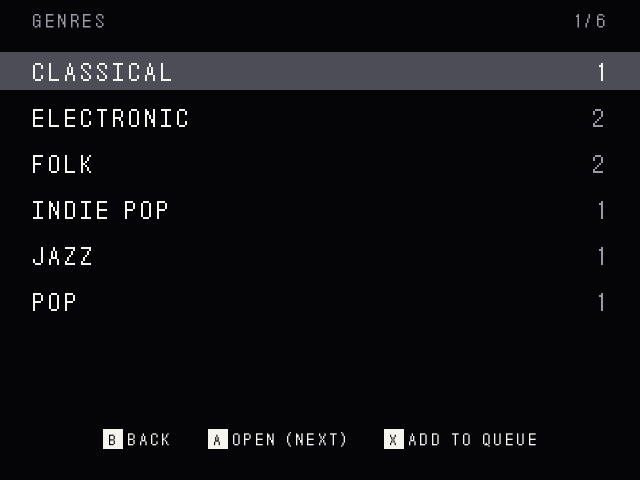 GENRES 1/6
CLASSICAL 1
ELECTRONIC 2
FOLK 2
INDIE POP 1
JAZZ 1
POP 1
B BACK A OPEN (NEXT) X ADD TO QUEUE